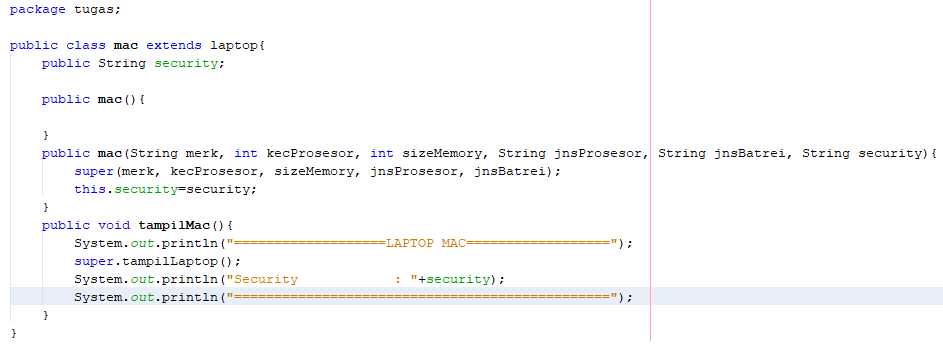 package tugas;
public class mac extends laptop{
public String security;
public mac(){
}
public mac(String merk, int kecProsesor, int sizeMemory, String jnsProsesor, String jnsBatrei, String security){
super(merk, kecProsesor, sizeMemory, jnsProsesor, jnsBatrei);
this.security=security;
}
public void tampilMac(){
System.out.println("===================LAPTOP MAC==================");
super.tampilLaptop();
System.out.println("Security            : "+security);
System.out.println("===============================================");
}
}